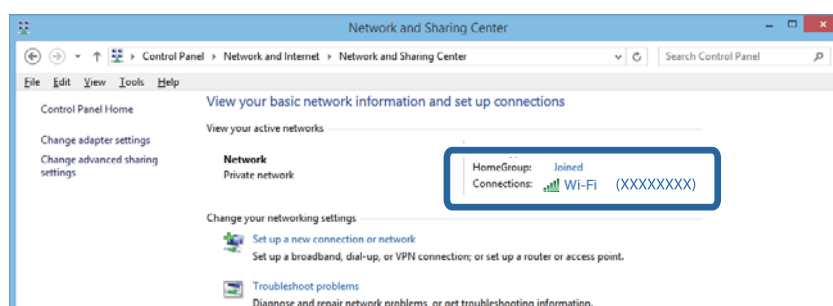 Network and Sharing Center
Control Panel Network and Internet Network and Sharing Center Search Control Panel
File Edit View Tools Help
Control Panel Home
Change adapter settings
Change advanced sharing
settings
View your basic network information and set up connections
View your active networks
Network
Private network
HomeGroup: Joined
Connections: Wi-Fi (XXXXXXXX)
Change your networking settings
Set up a new connection or network
Set up a broadband, dial-up, or VPN connection; or set up a router or access point.
Troubleshoot problems
Diagnose and repair network problems, or get troubleshooting information.